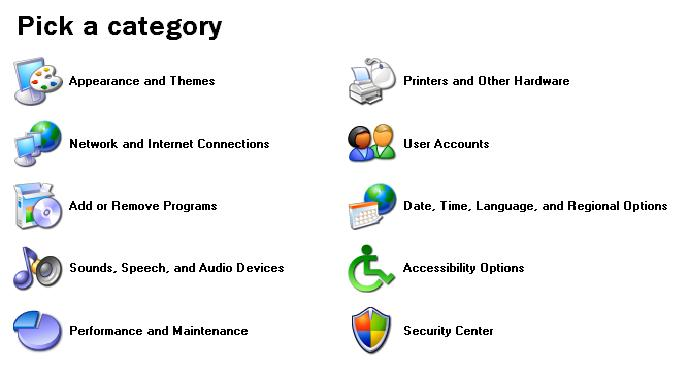 Pick a category
Appearance and Themes
Printers and Other Hardware
Network and Internet Connections
User Accounts
Add or Remove Programs
Date, Time, Language, and Regional Options
Sounds, Speech, and Audio Devices
Accessibility Options
Performance and Maintenance
Security Center